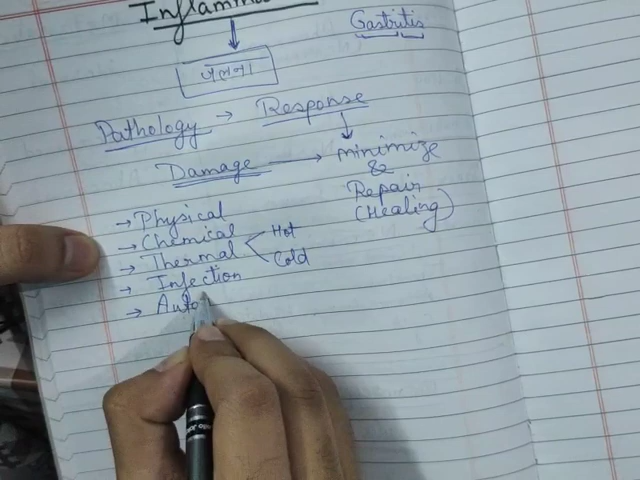 Gastritis
जलना
Pathology → Response
Damage → minimize
&
Repair
(Healing)
→ Physical
→ Chemical
→ Thermal < Hot
Cold
→ Infection
→ Auto